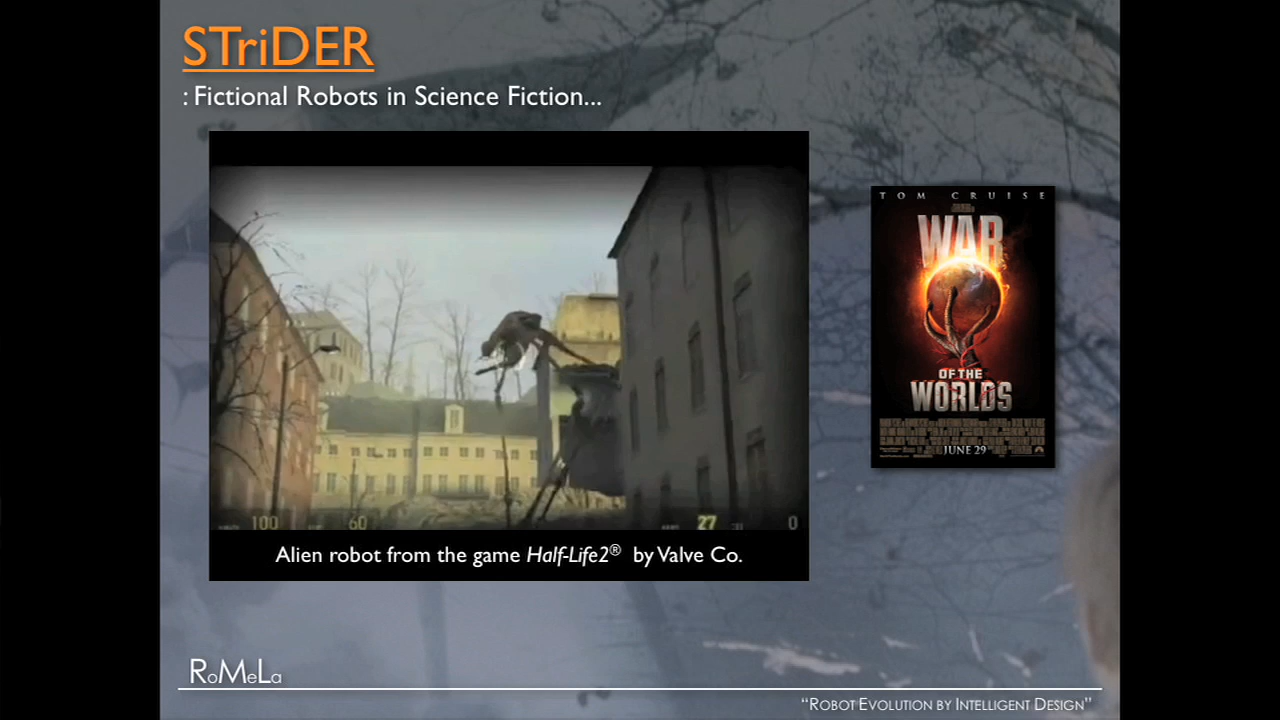 STriDER
: Fictional Robots in Science Fiction...
TOM CRUISE
WAR
OF THE
WORLDS
JUNE 29
100 60 27 0
Alien robot from the game Half-Life2® by Valve Co.
RoMeLa
"ROBOT EVOLUTION BY INTELLIGENT DESIGN"